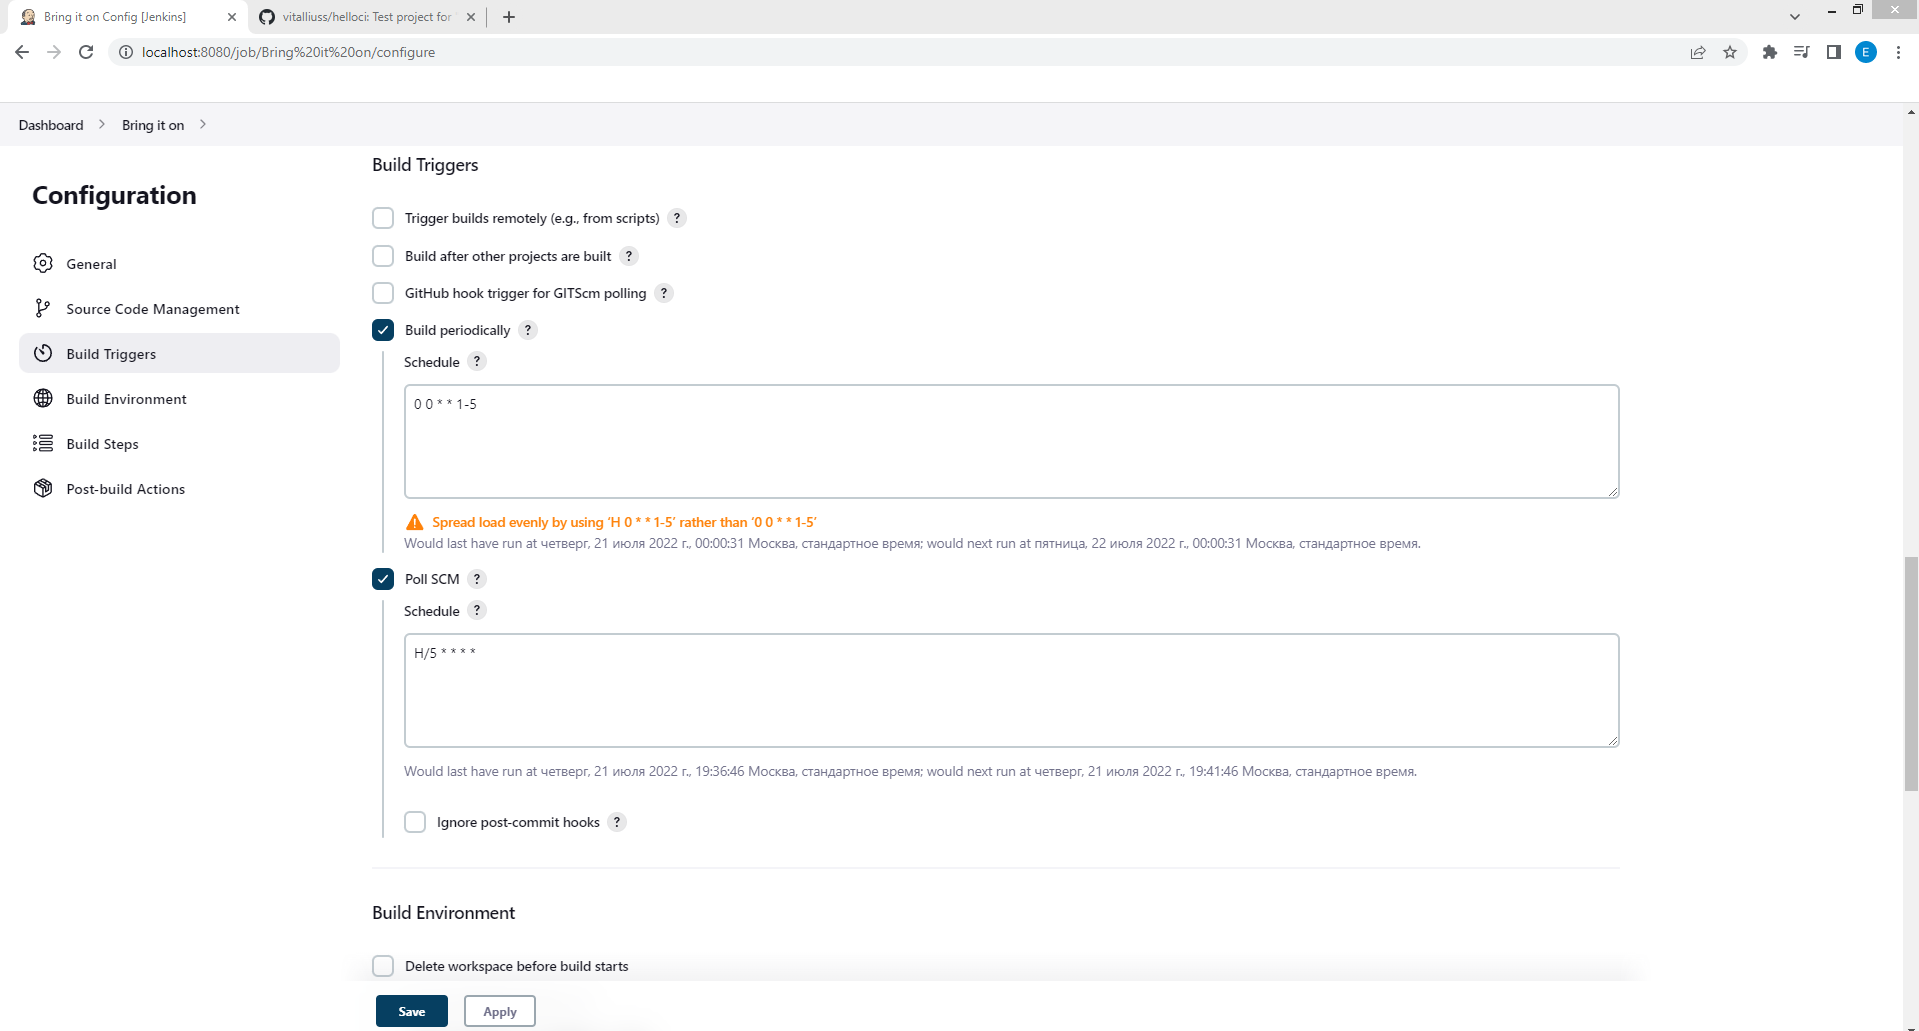 Bring it on Config [Jenkins]
vitalliuss/helloci: Test project for
localhost:8080/job/Bring%20it%20on/configure
E
Dashboard
Bring it on
Configuration
General
Source Code Management
Build Triggers
Build Environment
Build Steps
Post-build Actions
Build Triggers
Trigger builds remotely (e.g., from scripts) ?
Build after other projects are built ?
GitHub hook trigger for GITScm polling ?
Build periodically ?
Schedule ?
0 0 * * 1-5
Spread load evenly by using ‘H 0 * * 1-5’ rather than ‘0 0 * * 1-5’
Would last have run at четверг, 21 июля 2022 г., 00:00:31 Москва, стандартное время; would next run at пятница, 22 июля 2022 г., 00:00:31 Москва, стандартное время.
Poll SCM ?
Schedule ?
H/5 * * * *
Would last have run at четверг, 21 июля 2022 г., 19:36:46 Москва, стандартное время; would next run at четверг, 21 июля 2022 г., 19:41:46 Москва, стандартное время.
Ignore post-commit hooks ?
Build Environment
Delete workspace before build starts
Save
Apply